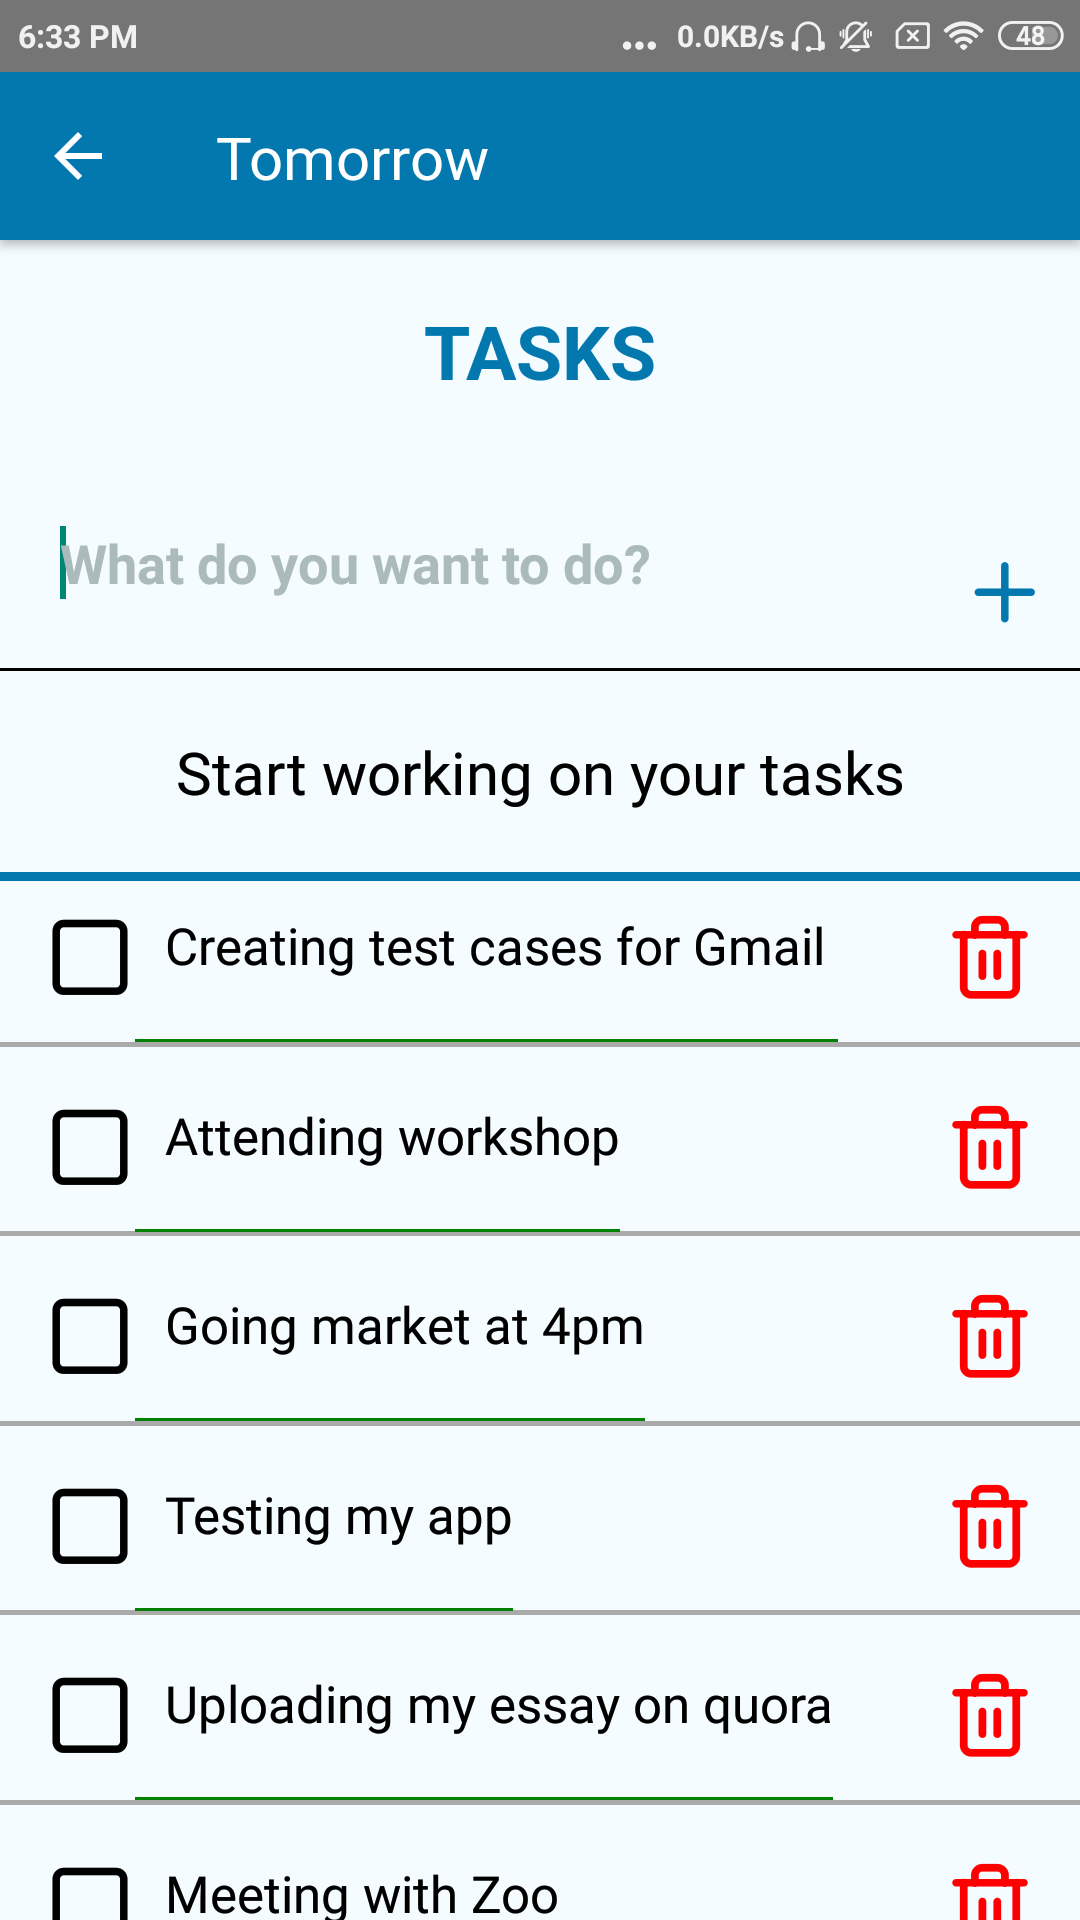 6:33 PM
... 0.0KB/s 48
Tomorrow
TASKS
What do you want to do?
Start working on your tasks
Creating test cases for Gmail
Attending workshop
Going market at 4pm
Testing my app
Uploading my essay on quora
Meeting with Zoo